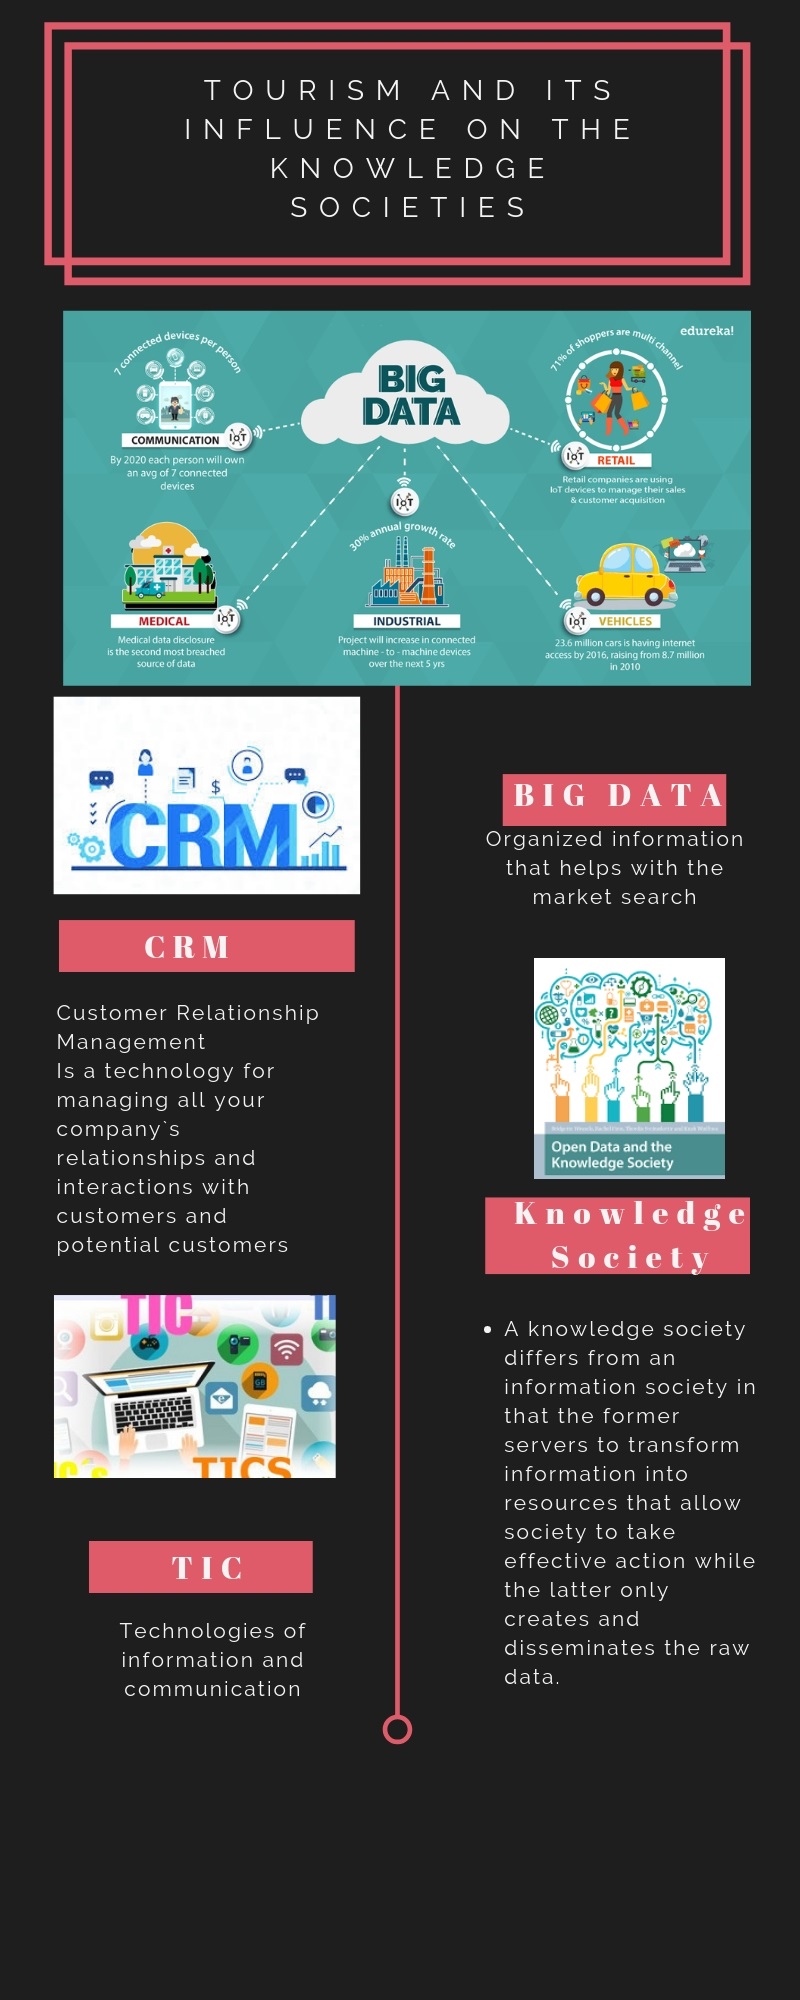 TOURISM AND ITS
INFLUENCE ON THE
KNOWLEDGE
SOCIETIES
edureka!
7 connected devices per person
BIG
DATA
71% of shoppers are multi channel
COMMUNICATION
IoT
By 2020 each person will own
an avg of 7 connected
devices
IoT
RETAIL
Retail companies are using
IoT devices to manage their sales
& customer acquisition
IoT
30% annual growth rate
MEDICAL
IoT
Medical data disclosure
is the second most breached
source of data
INDUSTRIAL
Project will increase in connected
machine - to - machine devices
over the next 5 yrs
IoT
VEHICLES
23.6 million cars is having internet
access by 2016, raising from 8.7 million
in 2010
CRM
$
CRM
Customer Relationship
Management
Is a technology for
managing all your
company`s
relationships and
interactions with
customers and
potential customers
TIC
GB
TICS
TIC
Technologies of
information and
communication
BIG DATA
Organized information
that helps with the
market search
?
Open Data and the
Knowledge Society
Knowledge
Society
• A knowledge society
differs from an
information society in
that the former
servers to transform
information into
resources that allow
society to take
effective action while
the latter only
creates and
disseminates the raw
data.